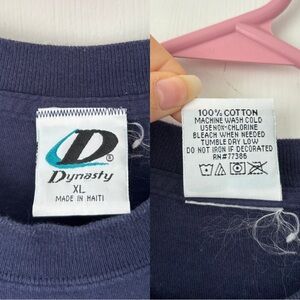 D®
Dynasty
XL
MADE IN HAITI
100% COTTON
MACHINE WASH COLD
USE NON-CHLORINE
BLEACH WHEN NEEDED
TUMBLE DRY LOW
DO NOT IRON IF DECORATED
RN#77386